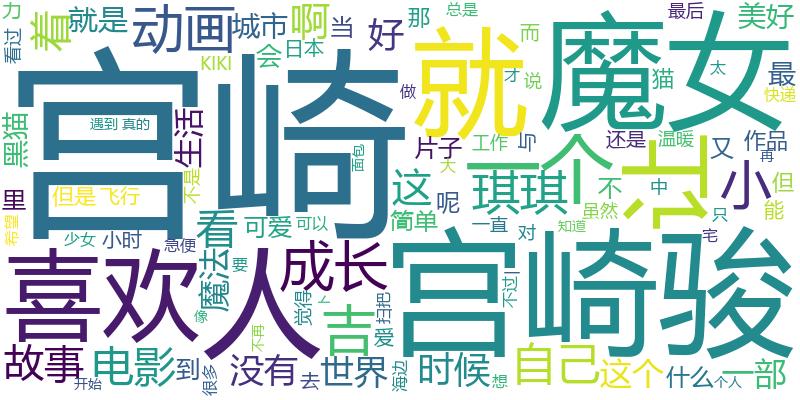 力
看过
就是
着
动画
城市
啊
当
好
那
总是
而
最后
美好
KIKI
会
日本
做
才
说
猫
太
最
快递
宫崎
就
魔女
黑猫
遇到
真的
生活
面包
片子
工作
与
还是
温暖
又
作品
再
里
但是
飞行
不是
这
大
琪琪
一个
让
不
中
小
但
能
希望
少女
小时
急便
看
可爱
可以
简单
呢
一直
对
虽然
知道
只
宅
喜欢
人
魔法
要
成长
宫崎骏
像
觉得
卜
吉
爱
扫把
不过
不再
故事
电影
到
很多
没有
去
世界
海边
时候
想
自己
这个
什么
个人
一部
开始